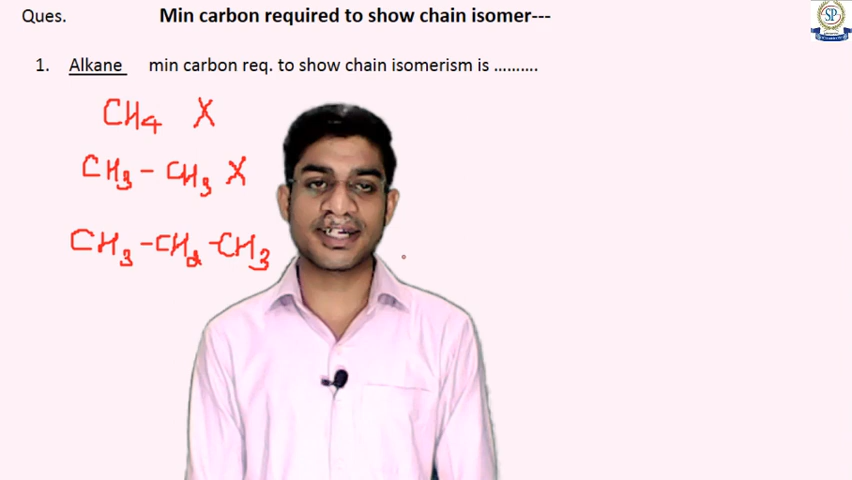 Ques. Min carbon required to show chain isomer---
1. Alkane min carbon req. to show chain isomerism is ..........
CH4 X
CH3 - CH3 X
CH3 - CH2 - CH3
SP